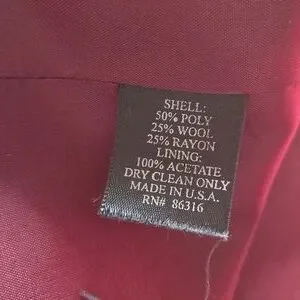 SHELL:
50% POLY
25% WOOL
25% RAYON
LINING:
100% ACETATE
DRY CLEAN ONLY
MADE IN U.S.A.
RN# 86316